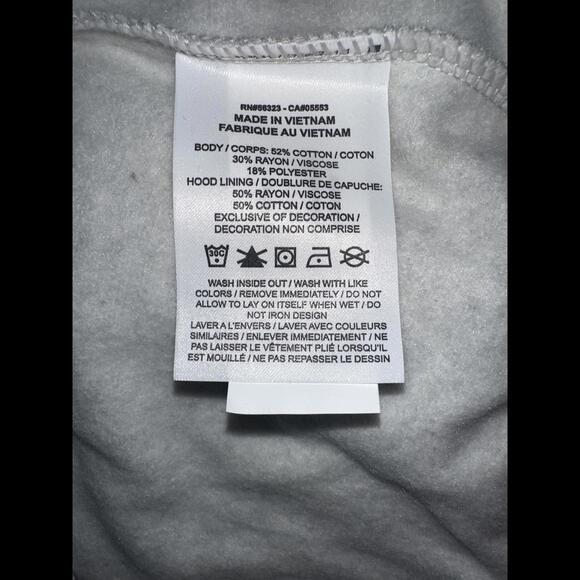 RN#56323 - CA#05553
MADE IN VIETNAM
FABRIQUE AU VIETNAM
BODY / CORPS: 52% COTTON / COTON
30% RAYON / VISCOSE
18% POLYESTER
HOOD LINING / DOUBLURE DE CAPUCHE:
50% RAYON / VISCOSE
50% COTTON / COTON
EXCLUSIVE OF DECORATION /
DECORATION NON COMPRISE
30C
WASH INSIDE OUT / WASH WITH LIKE
COLORS / REMOVE IMMEDIATELY / DO NOT
ALLOW TO LAY ON ITSELF WHEN WET / DO
NOT IRON DESIGN
LAVER A L'ENVERS / LAVER AVEC COULEURS
SIMILAIRES / ENLEVER IMMEDIATEMENT / NE
PAS LAISSER LE VÊTEMENT PLIÉ LORSQU'IL
EST MOUILLÉ / NE PAS REPASSER LE DESSIN